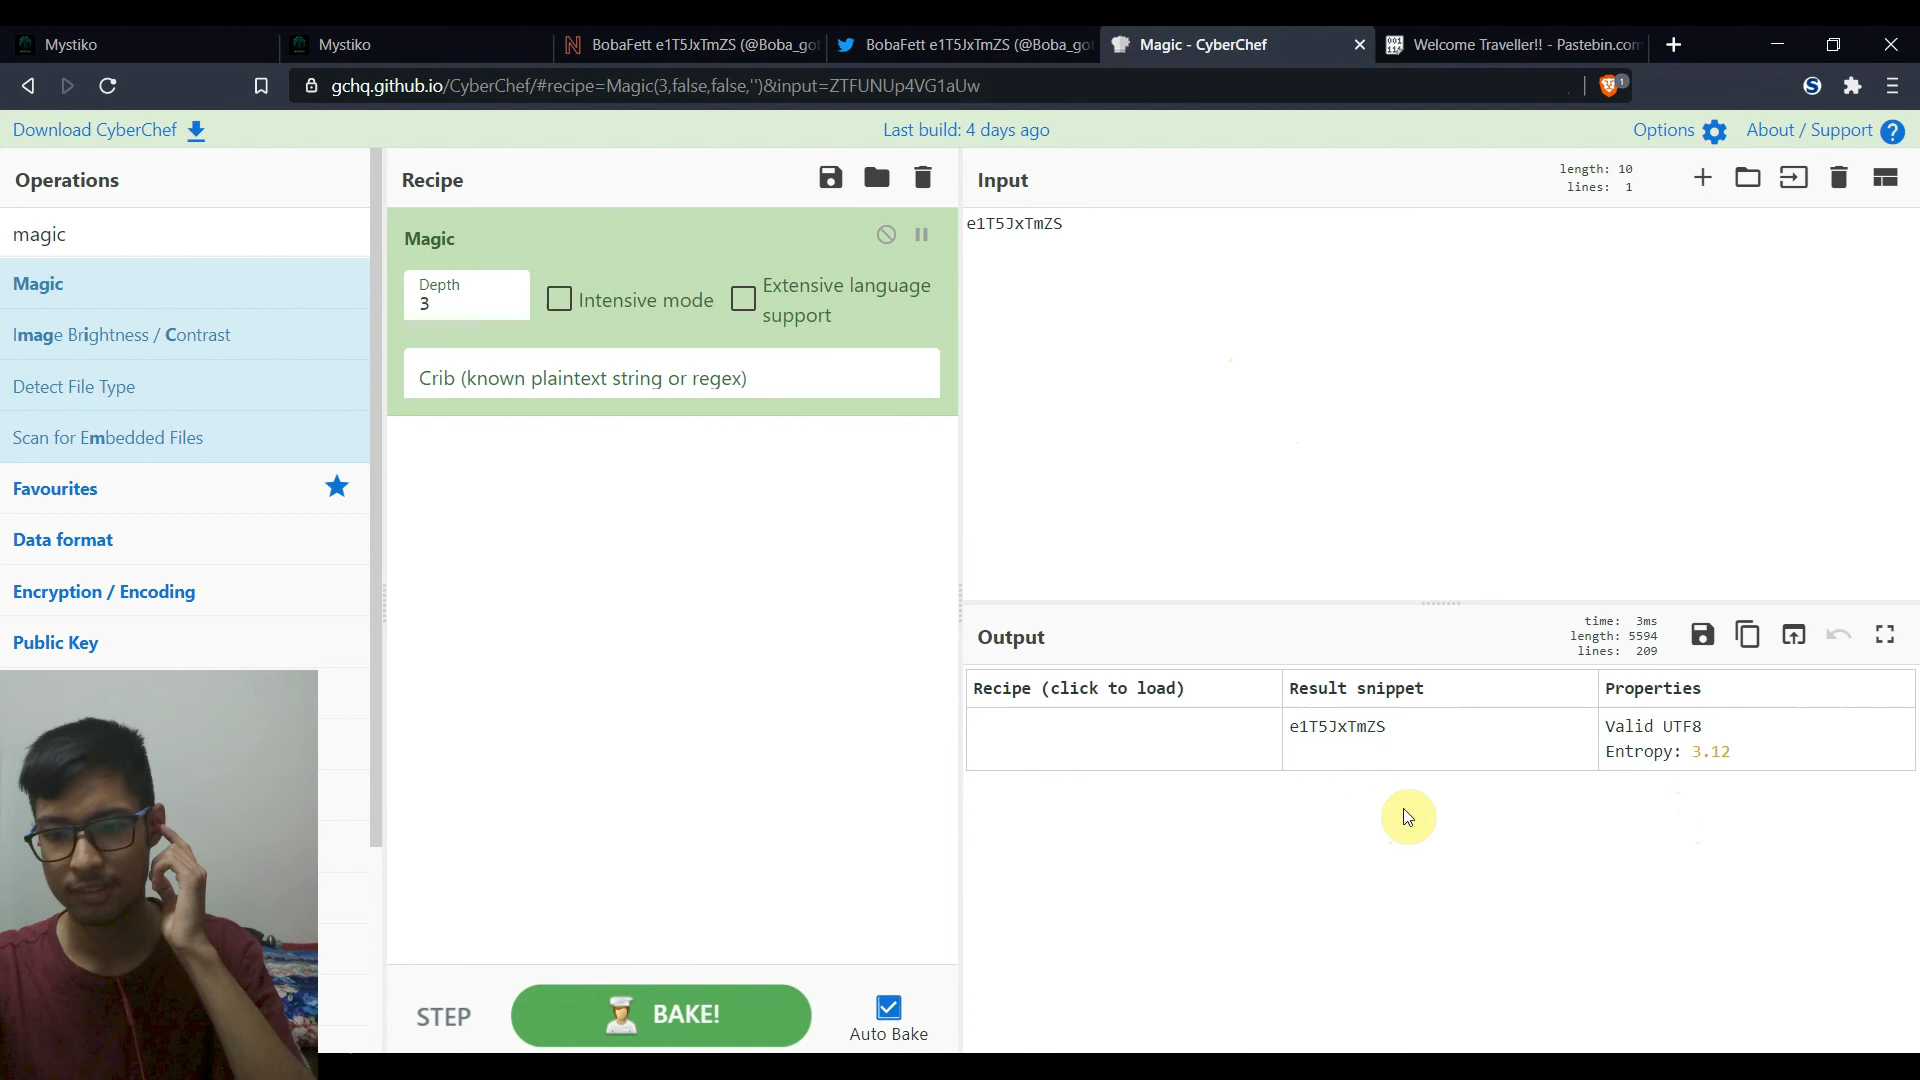 Mystiko
Mystiko
BobaFett e1T5JxTmZS (@Boba_got
BobaFett e1T5JxTmZS (@Boba_got
Magic - CyberChef
Welcome Traveller!! - Pastebin.com
gchq.github.io/CyberChef/#recipe=Magic(3,false,false,'')&input=ZTFUNUp4VG1aUw
1
Download CyberChef
Last build: 4 days ago
Options
About / Support
Operations
magic
Magic
Image Brightness / Contrast
Detect File Type
Scan for Embedded Files
Favourites
Data format
Encryption / Encoding
Public Key
Recipe
Magic
Depth
3
Intensive mode
Extensive language
support
Crib (known plaintext string or regex)
STEP
BAKE!
Auto Bake
Input
length: 10
lines: 1
e1T5JxTmZS
Output
time: 3ms
length: 5594
lines: 209
Recipe (click to load)
Result snippet
Properties
e1T5JxTmZS
Valid UTF8
Entropy: 3.12